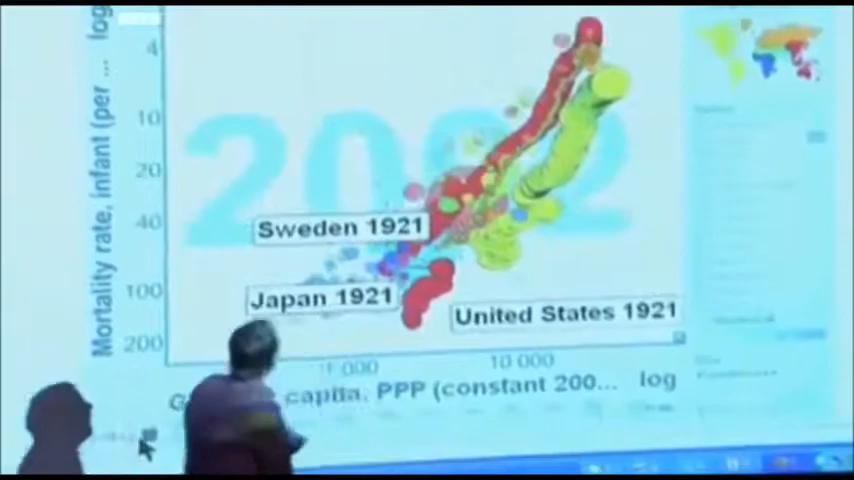 Mortality rate, infant (per ... log
4
10
20
40
100
200
2002
Sweden 1921
Japan 1921
United States 1921
1 000
10 000
G
capita, PPP (constant 200... log